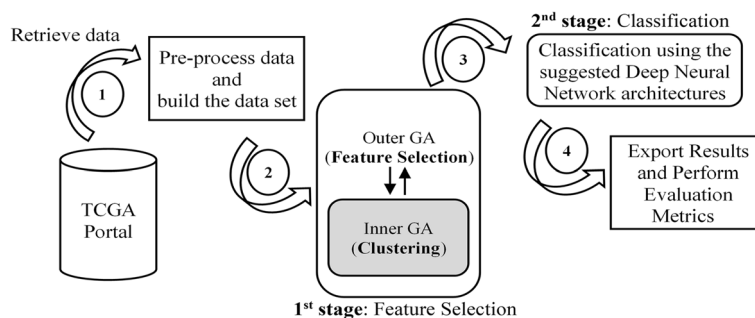 Retrieve data
1
TCGA
Portal
Pre-process data
and
build the data set
2
Outer GA
(Feature Selection)
Inner GA
(Clustering)
1st stage: Feature Selection
3
2nd stage: Classification
Classification using the
suggested Deep Neural
Network architectures
4
Export Results
and Perform
Evaluation
Metrics